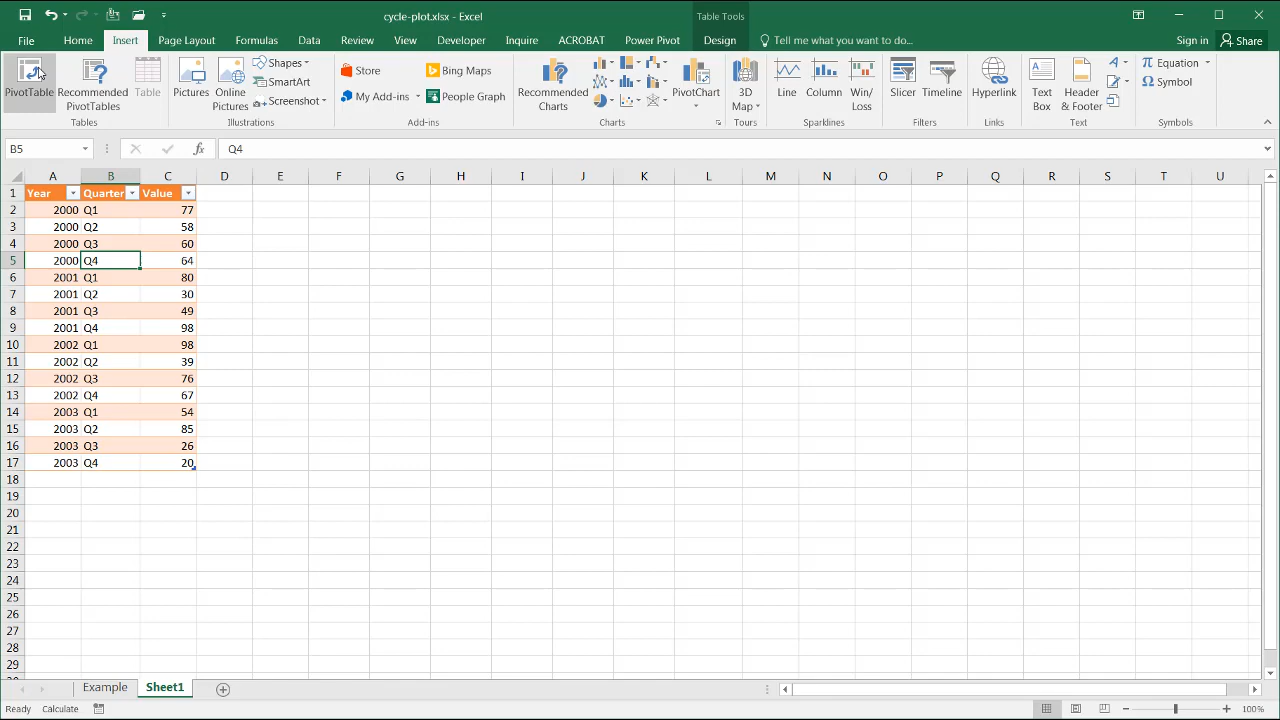 cycle-plot.xlsx - Excel
Table Tools
File Home Insert Page Layout Formulas Data Review View Developer Inquire ACROBAT Power Pivot Design Tell me what you want to do... Sign in Share
PivotTable
Recommended PivotTables
Table
Tables
Pictures
Online Pictures
Shapes
SmartArt
Screenshot
Illustrations
Store
My Add-ins
Bing Maps
People Graph
Add-ins
Recommended Charts
PivotChart
Charts
3D Map
Tours
Line
Column
Win/ Loss
Sparklines
Slicer
Timeline
Filters
Hyperlink
Links
Text Box
Header & Footer
Text
Equation
Symbol
Symbols
B5 fx Q4
A B C D E F G H I J K L M N O P Q R S T U
1 Year Quarter Value
2 2000 Q1 77
3 2000 Q2 58
4 2000 Q3 60
5 2000 Q4 64
6 2001 Q1 80
7 2001 Q2 30
8 2001 Q3 49
9 2001 Q4 98
10 2002 Q1 98
11 2002 Q2 39
12 2002 Q3 76
13 2002 Q4 67
14 2003 Q1 54
15 2003 Q2 85
16 2003 Q3 26
17 2003 Q4 20
18
19
20
21
22
23
24
25
26
27
28
29
Example Sheet1
Ready Calculate 100%